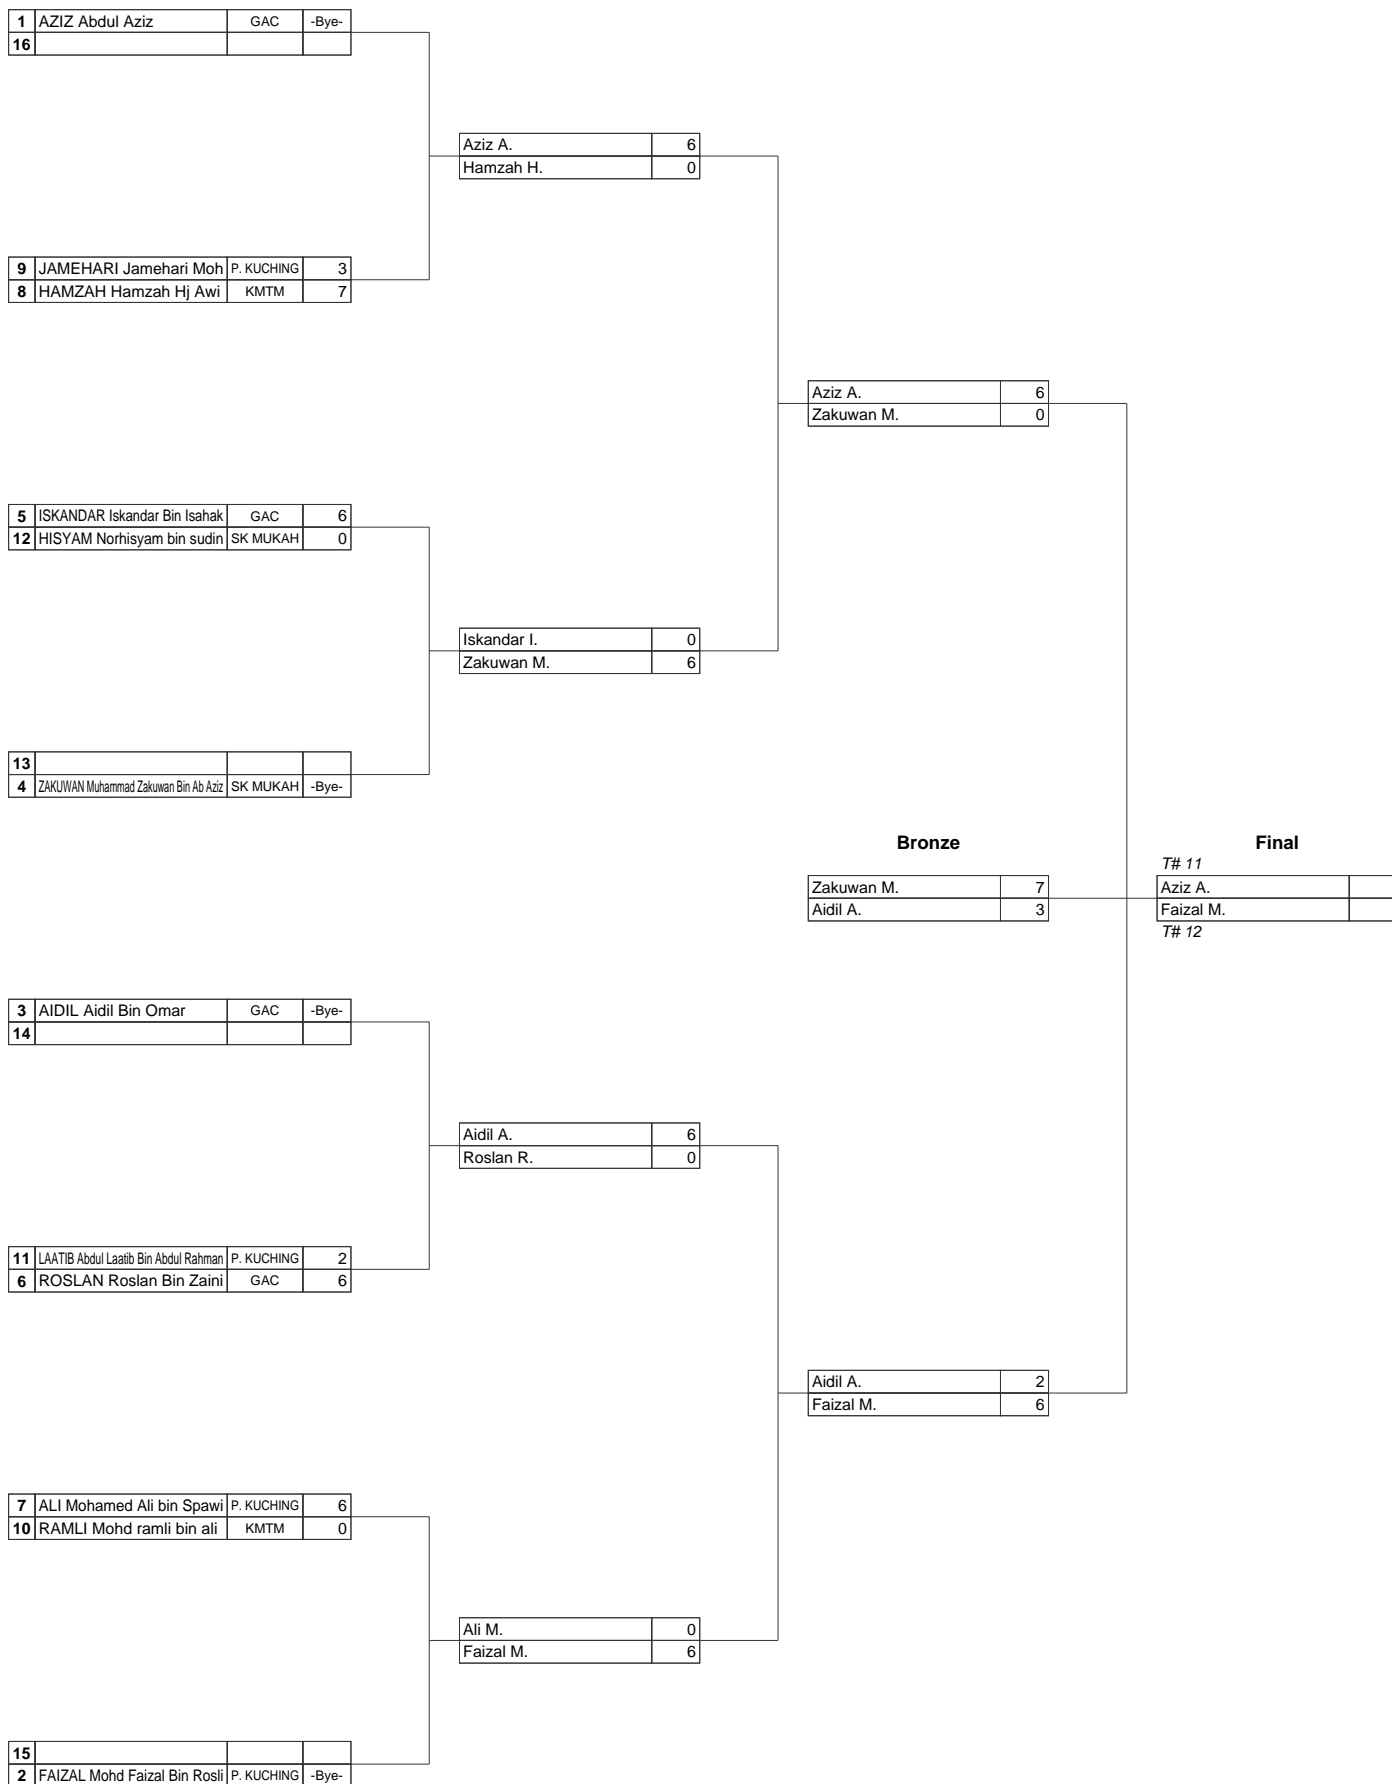 1 AZIZ Abdul Aziz GAC -Bye-
16
Aziz A. 6
Hamzah H. 0
9 JAMEHARI Jamehari Moh P. KUCHING 3
8 HAMZAH Hamzah Hj Awi KMTM 7
Aziz A. 6
Zakuwan M. 0
5 ISKANDAR Iskandar Bin Isahak GAC 6
12 HISYAM Norhisyam bin sudin SK MUKAH 0
Iskandar I. 0
Zakuwan M. 6
13
4 ZAKUWAN Muhammad Zakuwan Bin Ab Aziz SK MUKAH -Bye-
Bronze Final
T# 11
Zakuwan M. 7 Aziz A.
Aidil A. 3 Faizal M.
T# 12
3 AIDIL Aidil Bin Omar GAC -Bye-
14
Aidil A. 6
Roslan R. 0
11 LAATIB Abdul Laatib Bin Abdul Rahman P. KUCHING 2
6 ROSLAN Roslan Bin Zaini GAC 6
Aidil A. 2
Faizal M. 6
7 ALI Mohamed Ali bin Spawi P. KUCHING 6
10 RAMLI Mohd ramli bin ali KMTM 0
Ali M. 0
Faizal M. 6
15
2 FAIZAL Mohd Faizal Bin Rosli P. KUCHING -Bye-